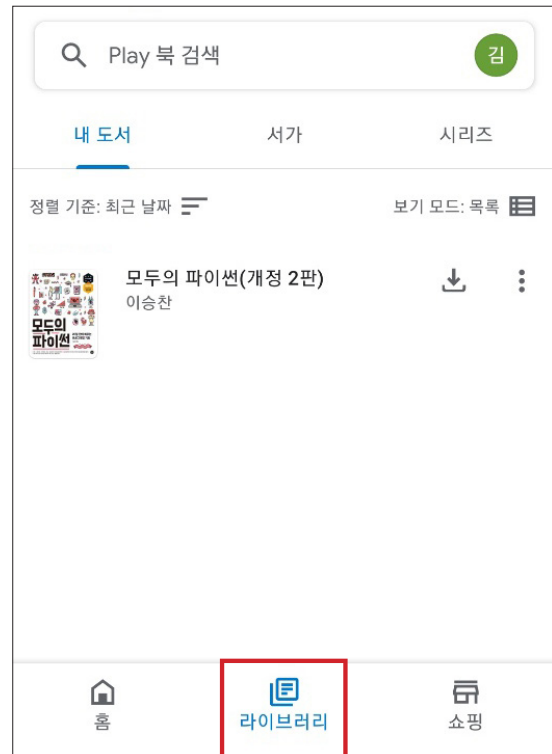 Play 북 검색
김
내 도서
서가
시리즈
정렬 기준: 최근 날짜
보기 모드: 목록
모두의 파이썬(개정 2판)
이승찬
모두의
파이썬
홈
라이브러리
쇼핑